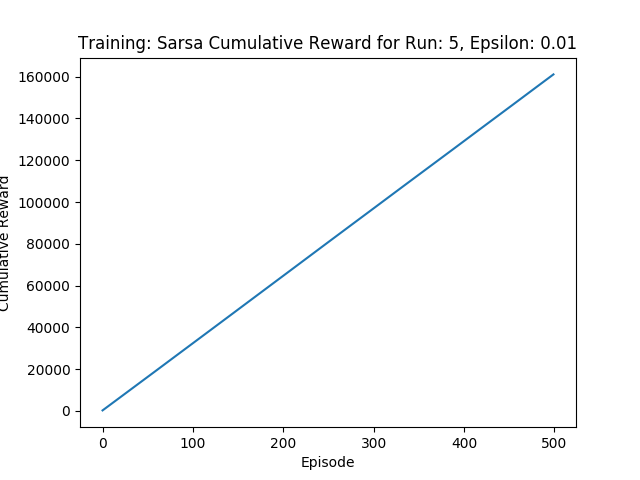 Training: Sarsa Cumulative Reward for Run: 5, Epsilon: 0.01
160000
140000
120000
100000
80000
60000
40000
20000
0
Cumulative Reward
0 100 200 300 400 500
Episode